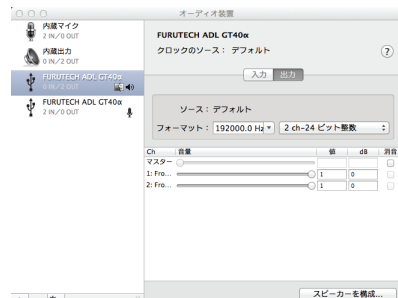 オーディオ装置
内蔵マイク
2 IN/0 OUT
内蔵出力
0 IN/2 OUT
FURUTECH ADL GT40α
0 IN/2 OUT
FURUTECH ADL GT40α
2 IN/0 OUT
FURUTECH ADL GT40α
クロックのソース： デフォルト
?
入力 出力
ソース： デフォルト
フォーマット： 192000.0 Hz 2 ch-24 ビット整数
Ch 音量 値 dB 消音
マスター
1: Fro... 1 0
2: Fro... 1 0
スピーカーを構成...